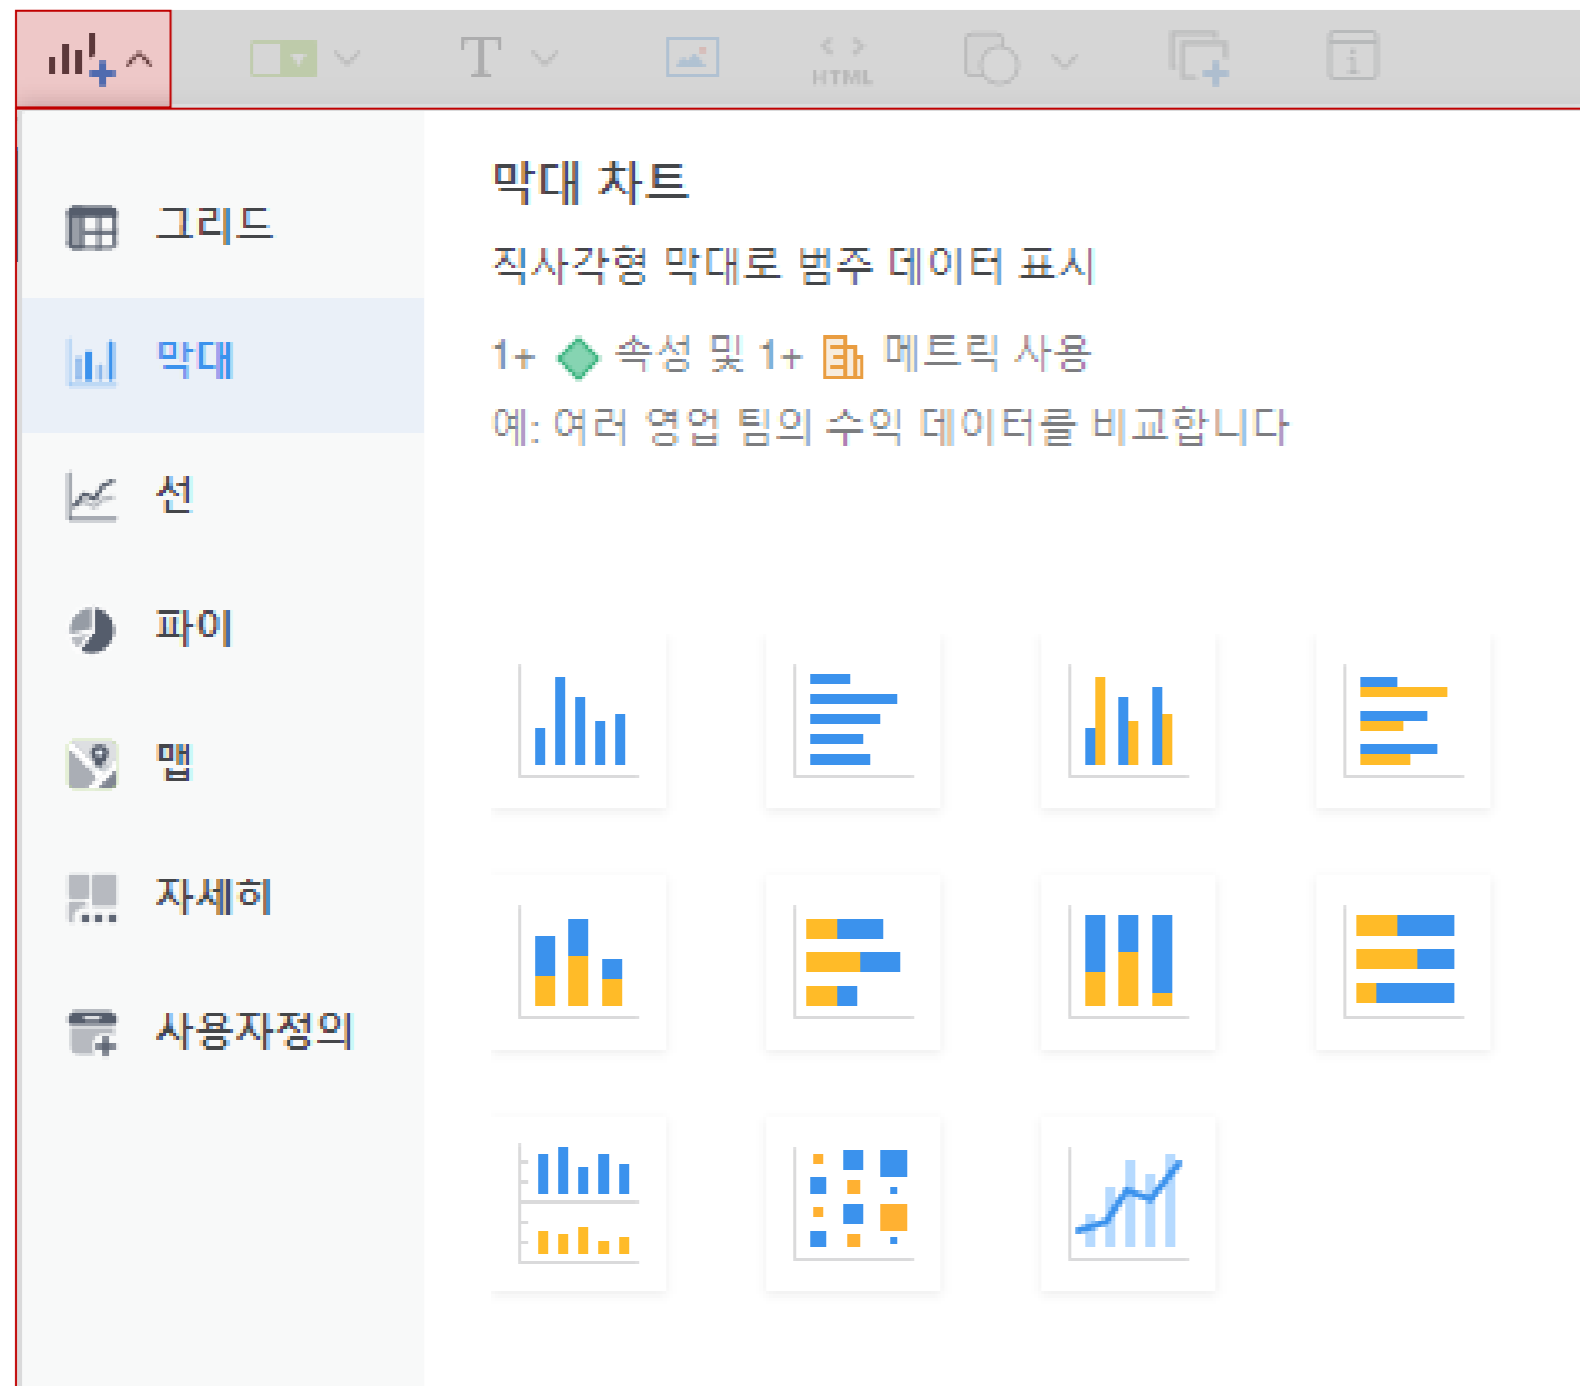 T
< >
HTML
그리드
막대
선
파이
맵
자세히
사용자정의
막대 차트
직사각형 막대로 범주 데이터 표시
1+ 속성 및 1+ 메트릭 사용
예: 여러 영업 팀의 수익 데이터를 비교합니다